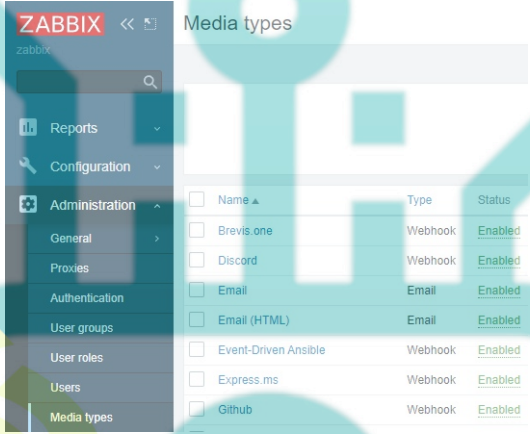 ZABBIX
zabbix
Media types
Reports
Configuration
Administration
General
Proxies
Authentication
User groups
User roles
Users
Media types
Name Type Status
Brevis.one Webhook Enabled
Discord Webhook Enabled
Email Email Enabled
Email (HTML) Email Enabled
Event-Driven Ansible Webhook Enabled
Express.ms Webhook Enabled
Github Webhook Enabled